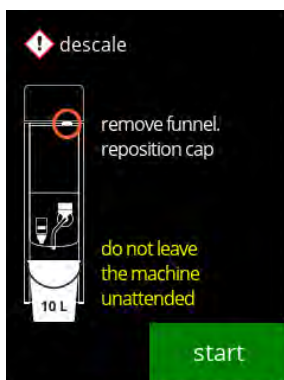 descale
remove funnel.
reposition cap
do not leave
the machine
unattended
10 L
start